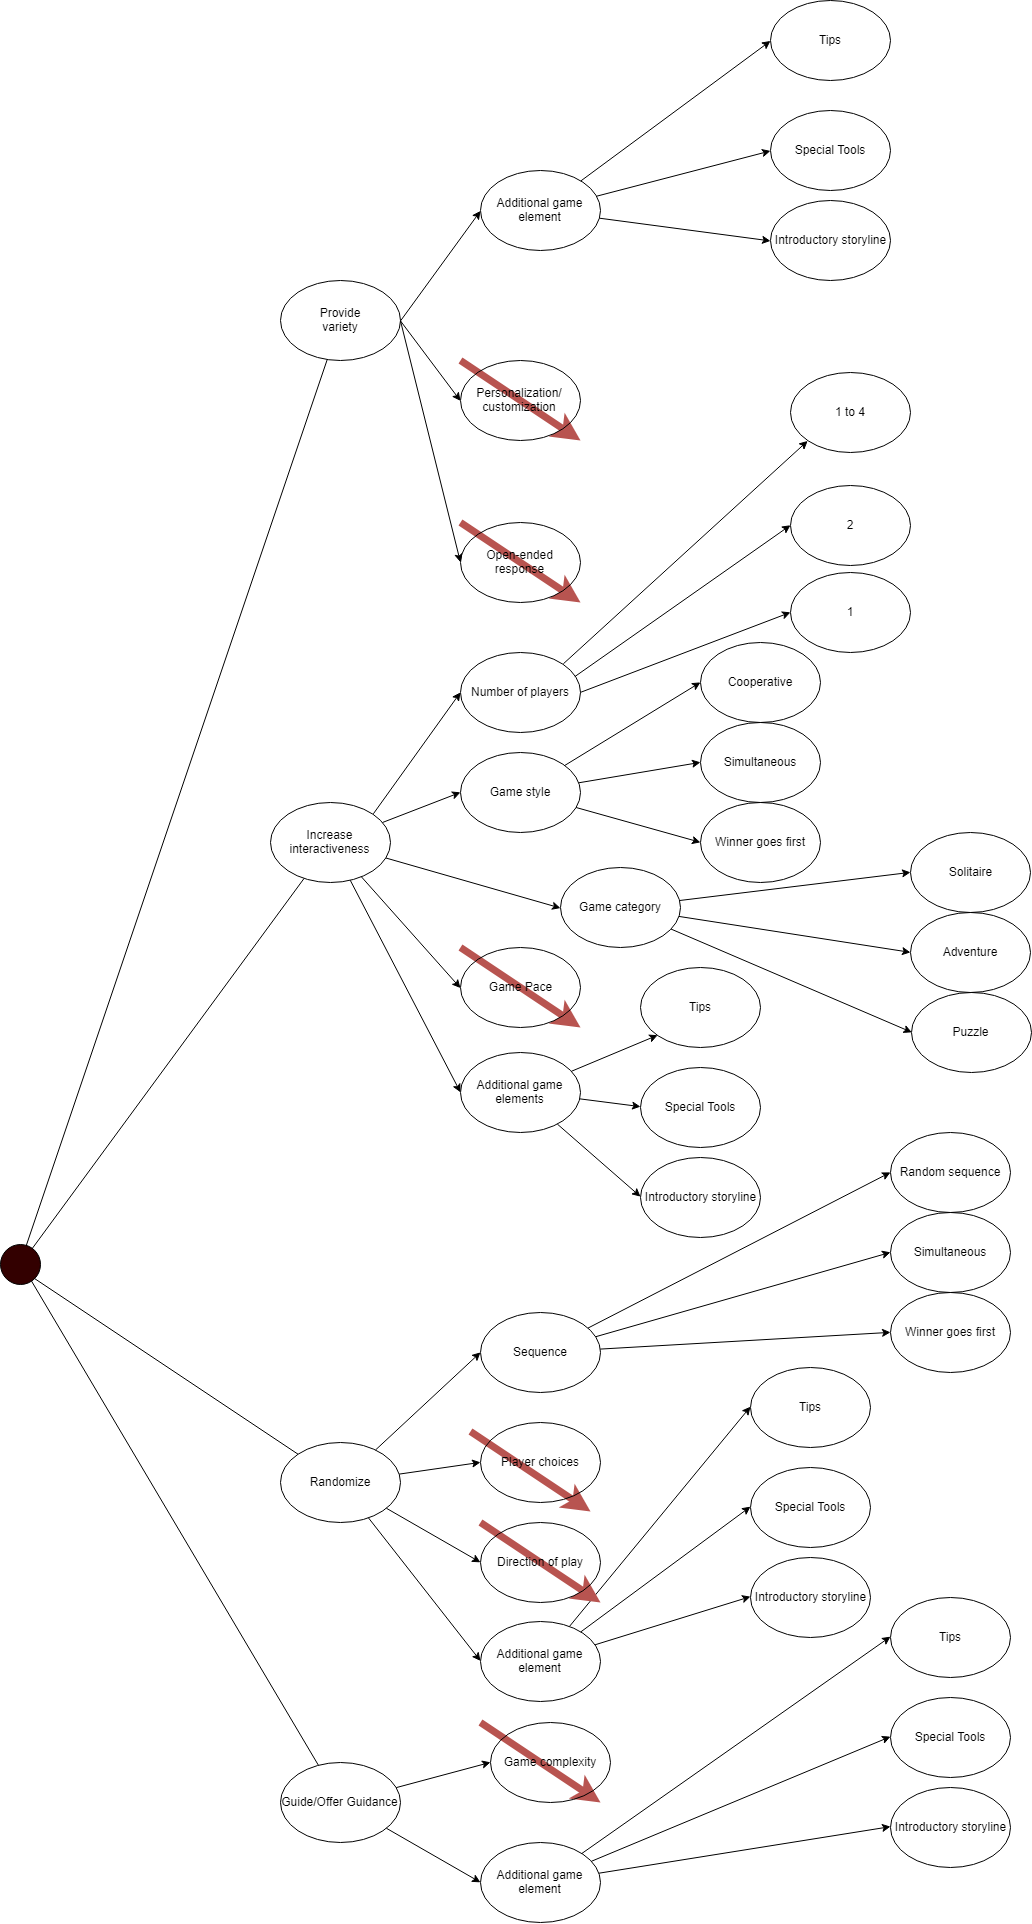 Tips
Special Tools
Additional game
element
Introductory storyline
Provide
variety
Personalization/
customization
1 to 4
2
Open-ended
response
1
Number of players
Cooperative
Simultaneous
Game style
Winner goes first
Increase
interactiveness
Solitaire
Game category
Adventure
Game Pace
Tips
Puzzle
Additional game
elements
Special Tools
Introductory storyline
Random sequence
Simultaneous
Winner goes first
Sequence
Tips
Player choices
Randomize
Special Tools
Direction of play
Introductory storyline
Additional game
element
Tips
Special Tools
Game complexity
Guide/Offer Guidance
Introductory storyline
Additional game
element